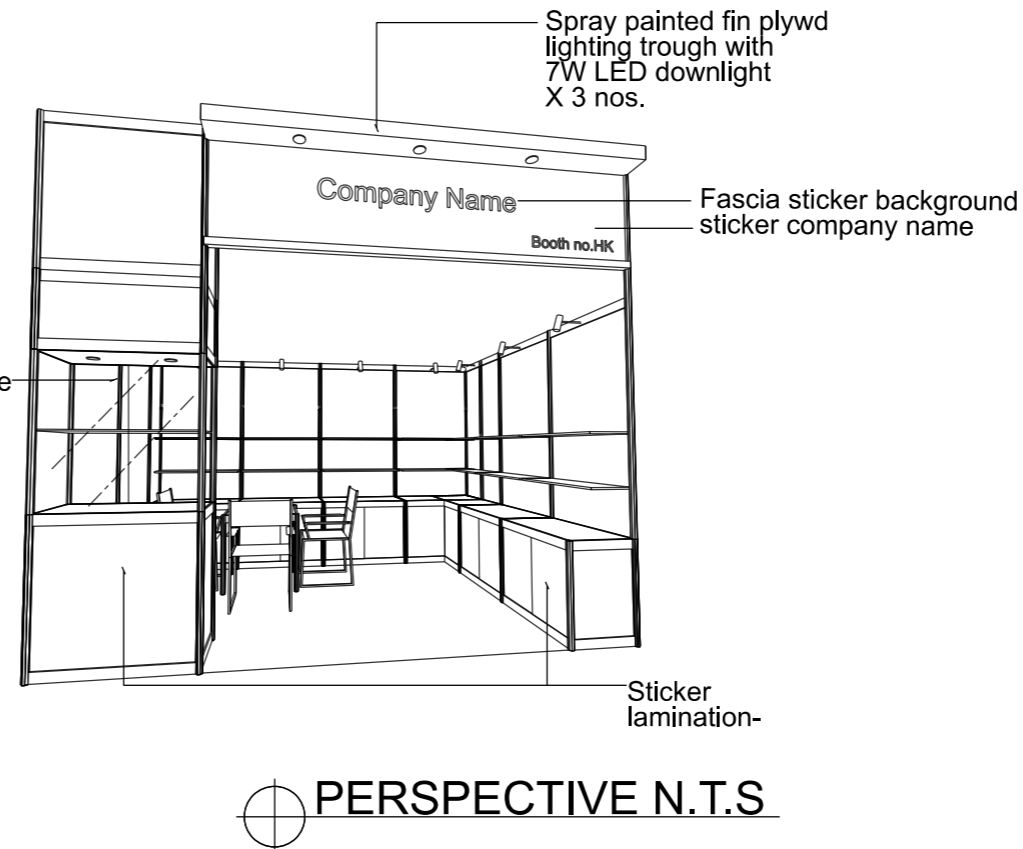 Spray painted fin plywd
lighting trough with
7W LED downlight
X 3 nos.
Company Name
Fascia sticker background
sticker company name
Booth no.HK
e
Sticker
lamination-
PERSPECTIVE N.T.S